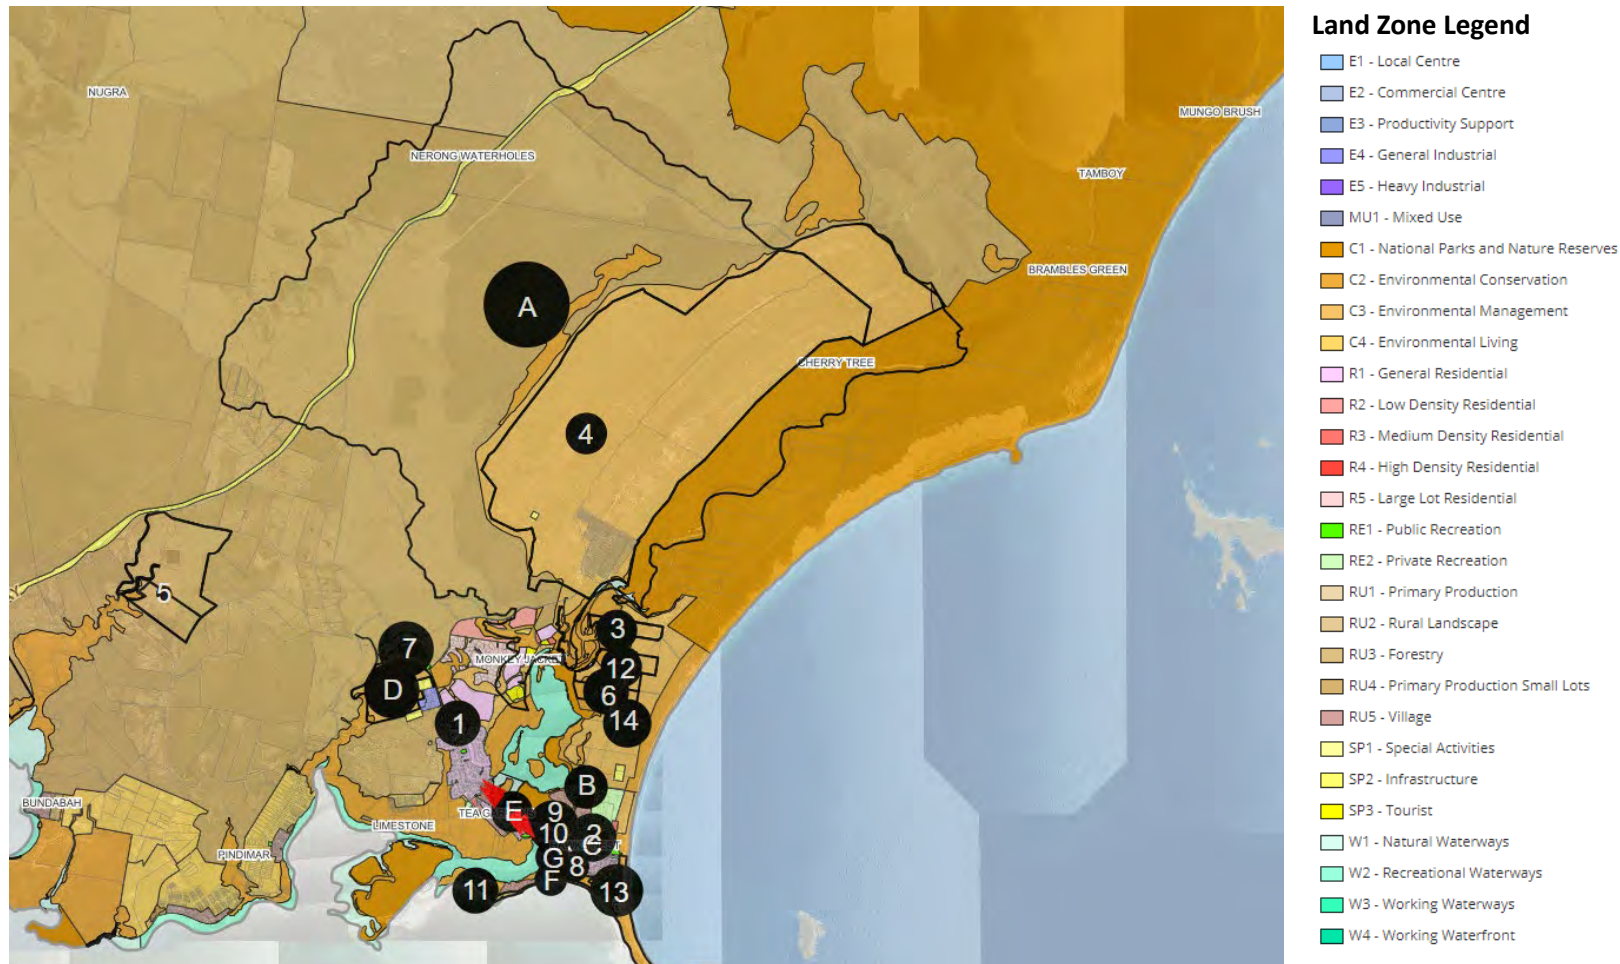 Land Zone Legend
E1 - Local Centre
E2 - Commercial Centre
E3 - Productivity Support
E4 - General Industrial
E5 - Heavy Industrial
MU1 - Mixed Use
C1 - National Parks and Nature Reserves
C2 - Environmental Conservation
C3 - Environmental Management
C4 - Environmental Living
R1 - General Residential
R2 - Low Density Residential
R3 - Medium Density Residential
R4 - High Density Residential
R5 - Large Lot Residential
RE1 - Public Recreation
RE2 - Private Recreation
RU1 - Primary Production
RU2 - Rural Landscape
RU3 - Forestry
RU4 - Primary Production Small Lots
RU5 - Village
SP1 - Special Activities
SP2 - Infrastructure
SP3 - Tourist
W1 - Natural Waterways
W2 - Recreational Waterways
W3 - Working Waterways
W4 - Working Waterfront
NUGRA
MUNGO BRUSH
NERONG WATERHOLES
TAMBOY
BRAMBLES GREEN
A
CHERRY TREE
4
5
3
7
MONKEY JACKET
12
D
6
1
14
B
BUNDABAH
E
9
TEA
LIMESTONE
10
2
C
PINDIMAR
G
8
F
11
13